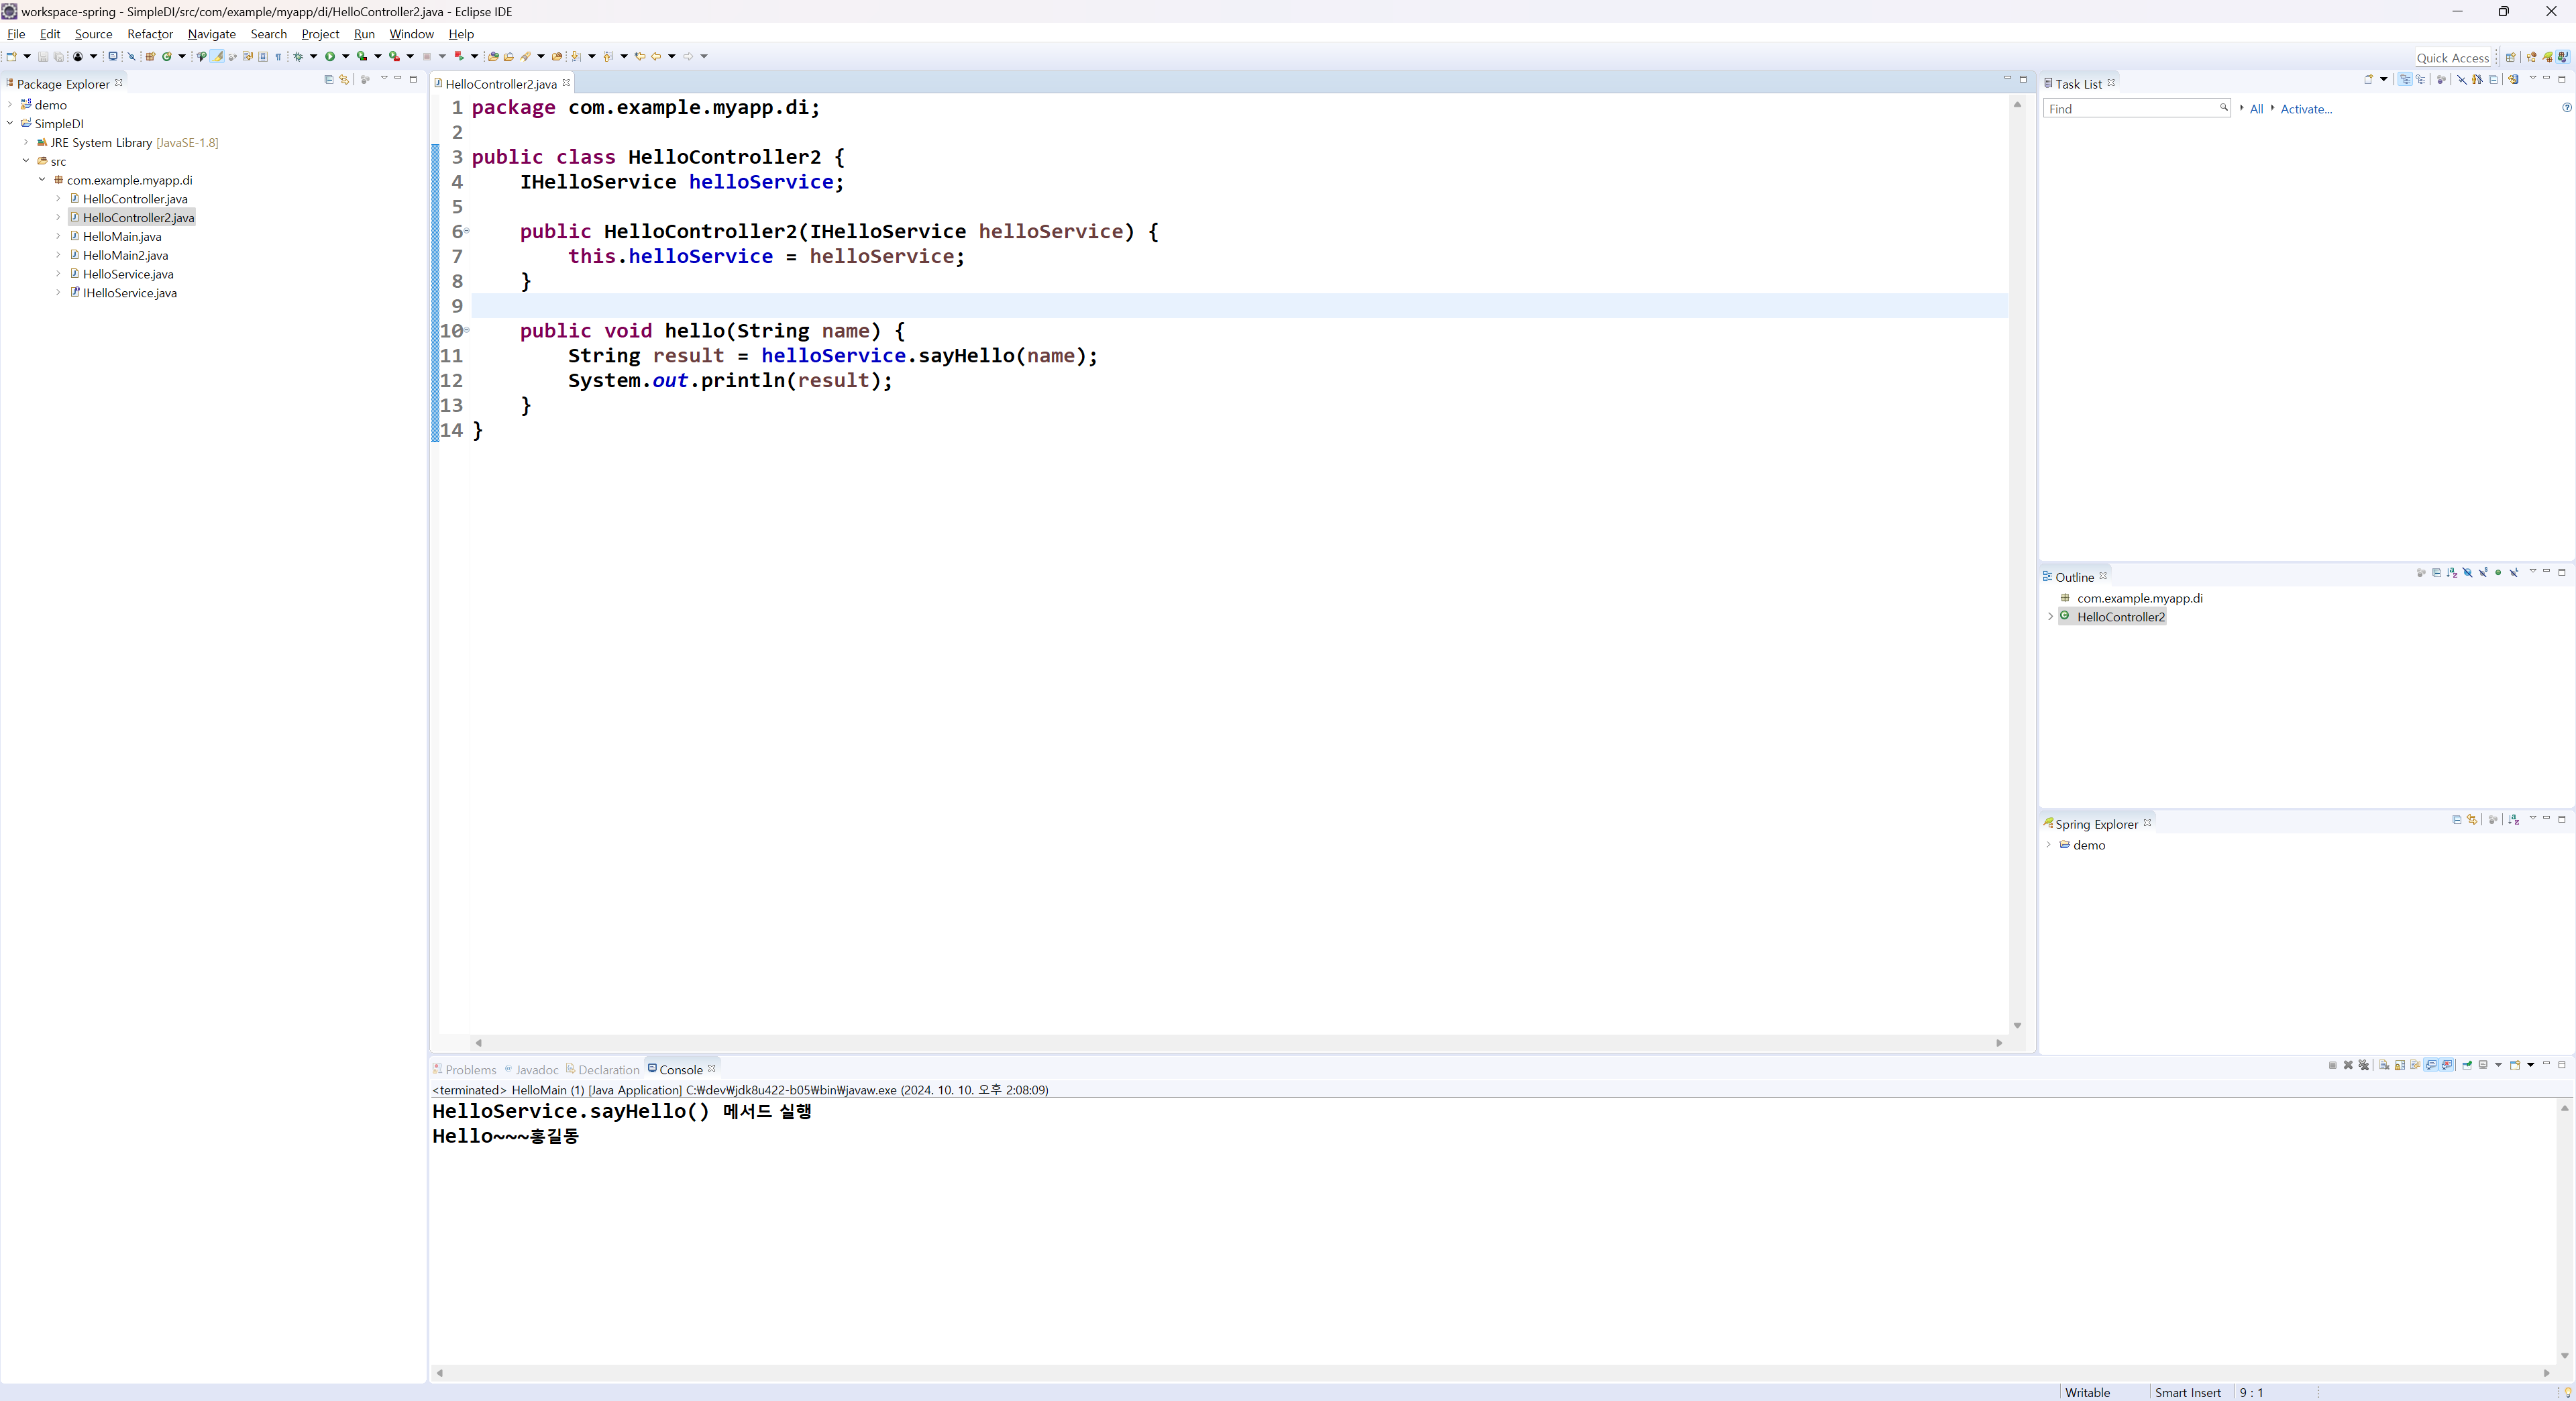 workspace-spring - SimpleDI/src/com/example/myapp/di/HelloController2.java - Eclipse IDE
File Edit Source Refactor Navigate Search Project Run Window Help
Quick Access
Package Explorer
demo
SimpleDI
JRE System Library [JavaSE-1.8]
src
com.example.myapp.di
HelloController.java
HelloController2.java
HelloMain.java
HelloMain2.java
HelloService.java
IHelloService.java
HelloController2.java
1 package com.example.myapp.di;
2
3 public class HelloController2 {
4 IHelloService helloService;
5
6 public HelloController2(IHelloService helloService) {
7 this.helloService = helloService;
8 }
9
10 public void hello(String name) {
11 String result = helloService.sayHello(name);
12 System.out.println(result);
13 }
14 }
Task List
Find All Activate...
Outline
com.example.myapp.di
HelloController2
Spring Explorer
demo
Problems Javadoc Declaration Console
<terminated> HelloMain (1) [Java Application] C:₩dev₩jdk8u422-b05₩bin₩javaw.exe (2024. 10. 10. 오후 2:08:09)
HelloService.sayHello() 메서드 실행
Hello~~~홍길동
Writable Smart Insert 9 : 1